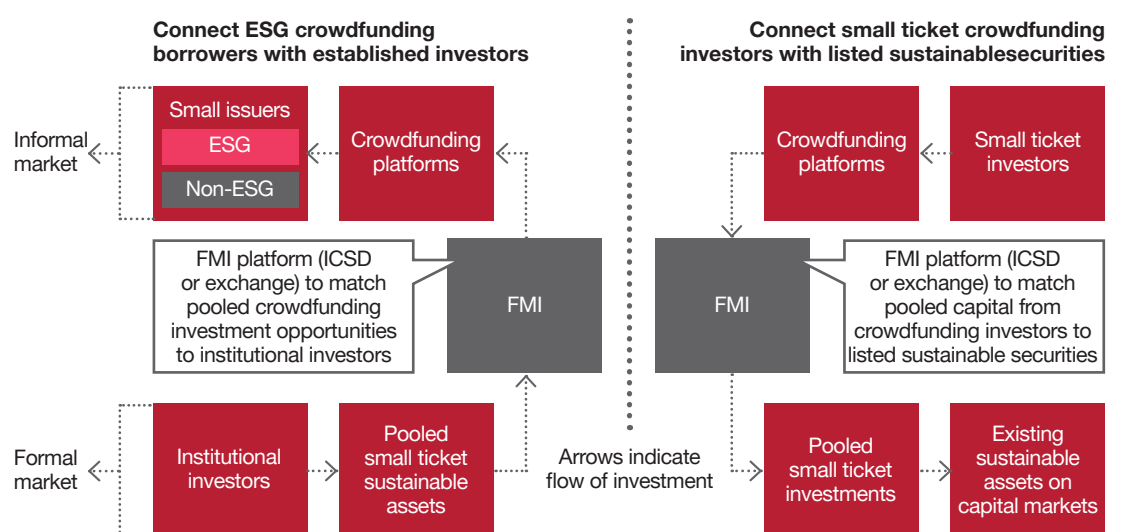 Connect ESG crowdfunding
borrowers with established investors
Connect small ticket crowdfunding
investors with listed sustainablesecurities
Informal
market
Small issuers
ESG
Non-ESG
Crowdfunding
platforms
Crowdfunding
platforms
Small ticket
investors
FMI platform (ICSD
or exchange) to match
pooled crowdfunding
investment opportunities
to institutional investors
FMI
FMI
FMI platform (ICSD
or exchange) to match
pooled capital from
crowdfunding investors to
listed sustainable securities
Formal
market
Institutional
investors
Pooled
small ticket
sustainable
assets
Arrows indicate
flow of investment
Pooled
small ticket
investments
Existing
sustainable
assets on
capital markets